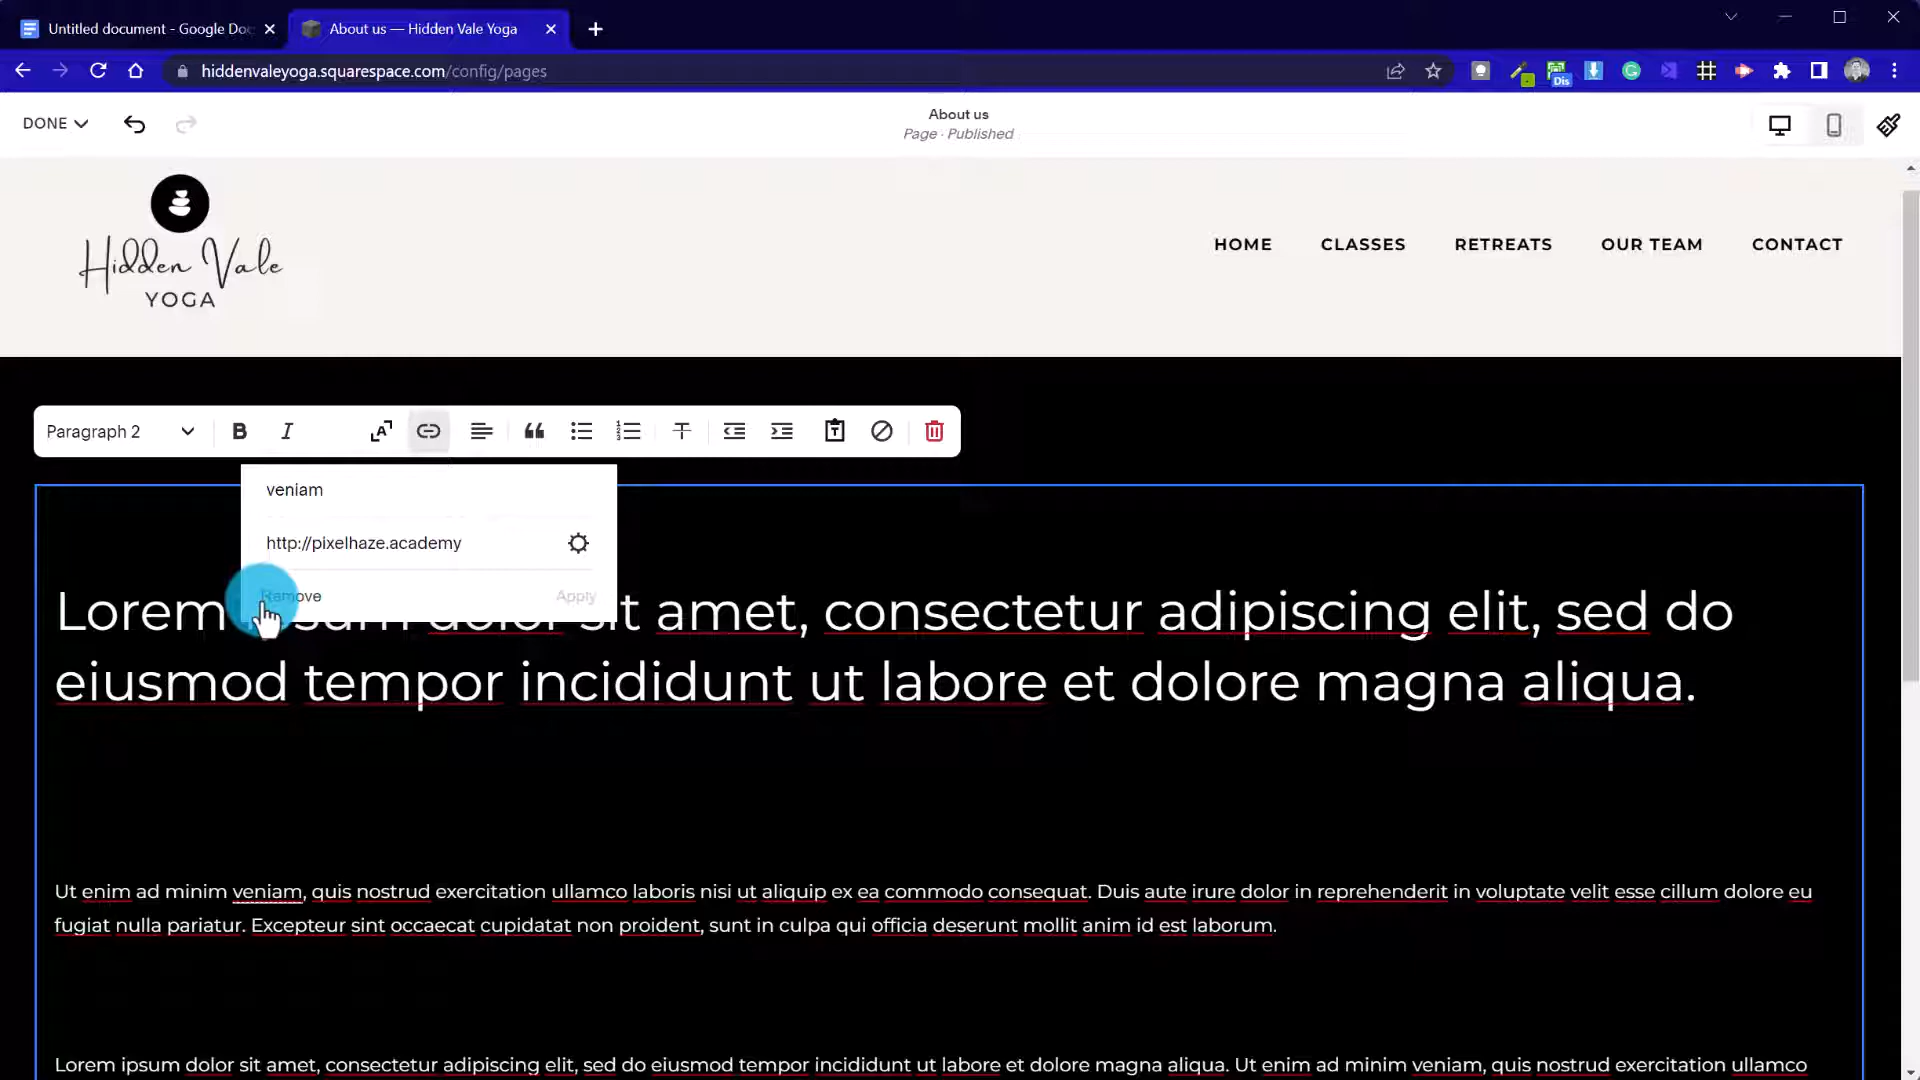 Untitled document - Google Doc
About us — Hidden Vale Yoga
hiddenvaleyoga.squarespace.com/config/pages
Dis
DONE
About us
Page · Published
Hidden Vale
YOGA
HOME CLASSES RETREATS OUR TEAM CONTACT
Paragraph 2
veniam
http://pixelhaze.academy
Remove Apply
Lorem ipsum dolor sit amet, consectetur adipiscing elit, sed do
eiusmod tempor incididunt ut labore et dolore magna aliqua.
Ut enim ad minim veniam, quis nostrud exercitation ullamco laboris nisi ut aliquip ex ea commodo consequat. Duis aute irure dolor in reprehenderit in voluptate velit esse cillum dolore eu
fugiat nulla pariatur. Excepteur sint occaecat cupidatat non proident, sunt in culpa qui officia deserunt mollit anim id est laborum.
Lorem ipsum dolor sit amet, consectetur adipiscing elit, sed do eiusmod tempor incididunt ut labore et dolore magna aliqua. Ut enim ad minim veniam, quis nostrud exercitation ullamco